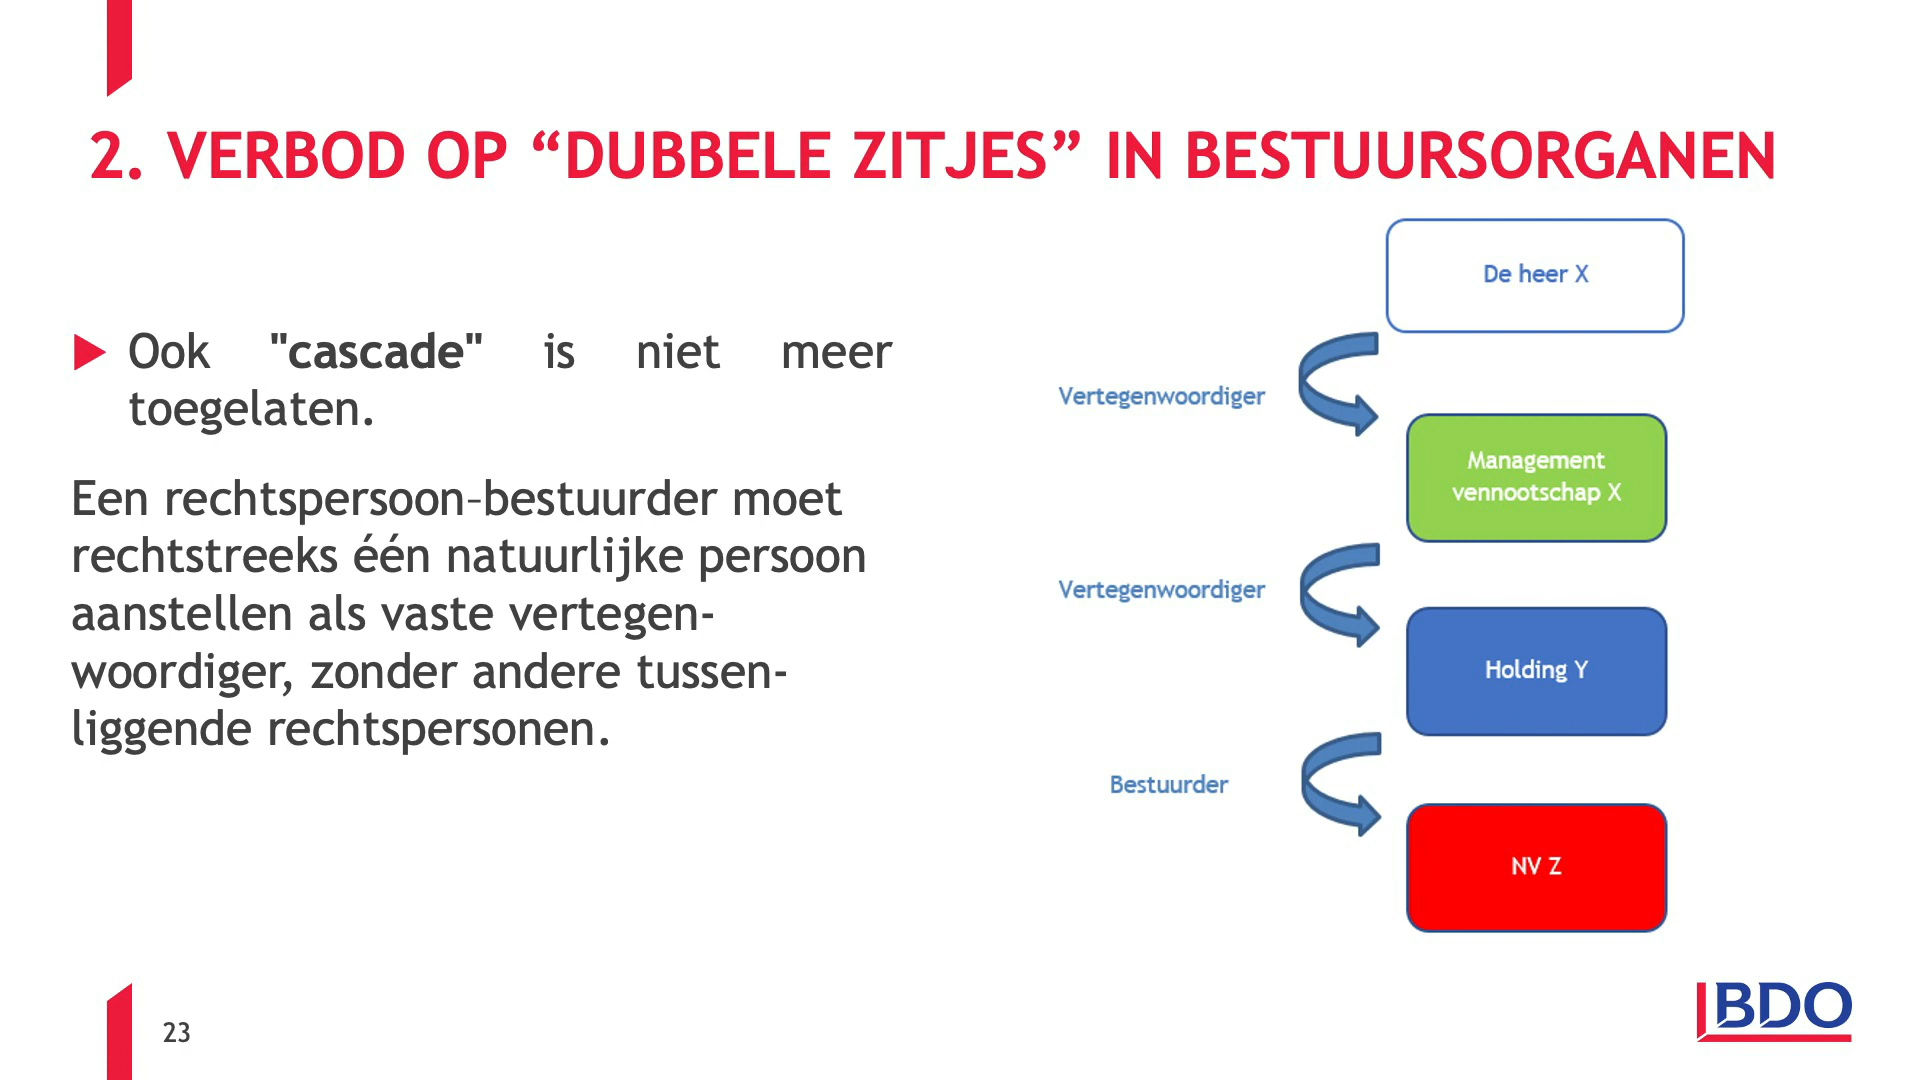 2. VERBOD OP “DUBBELE ZITJES” IN BESTUURSORGANEN
Ook "cascade" is niet meer
toegelaten.
Een rechtspersoon–bestuurder moet
rechtstreeks één natuurlijke persoon
aanstellen als vaste vertegen-
woordiger, zonder andere tussen-
liggende rechtspersonen.
De heer X
Vertegenwoordiger
Management
vennootschap X
Vertegenwoordiger
Holding Y
Bestuurder
NV Z
23
BDO